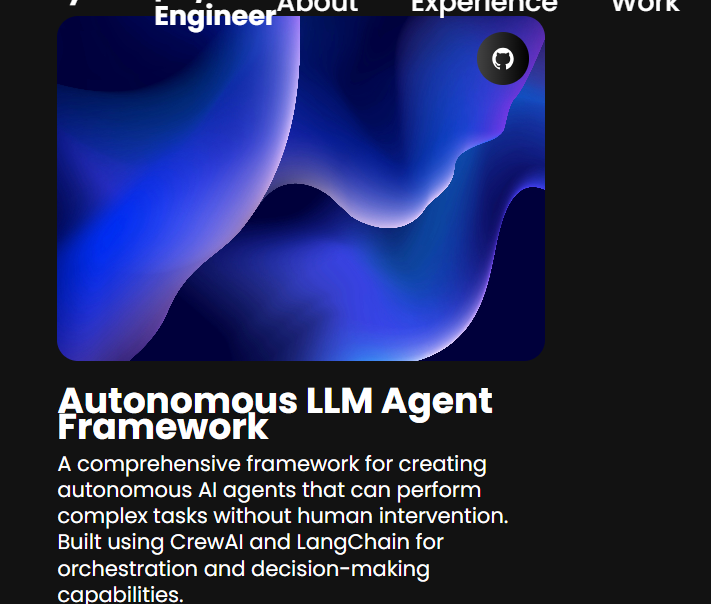 Engineer About Experience Work
Autonomous LLM Agent
Framework
A comprehensive framework for creating
autonomous AI agents that can perform
complex tasks without human intervention.
Built using CrewAI and LangChain for
orchestration and decision-making
capabilities.